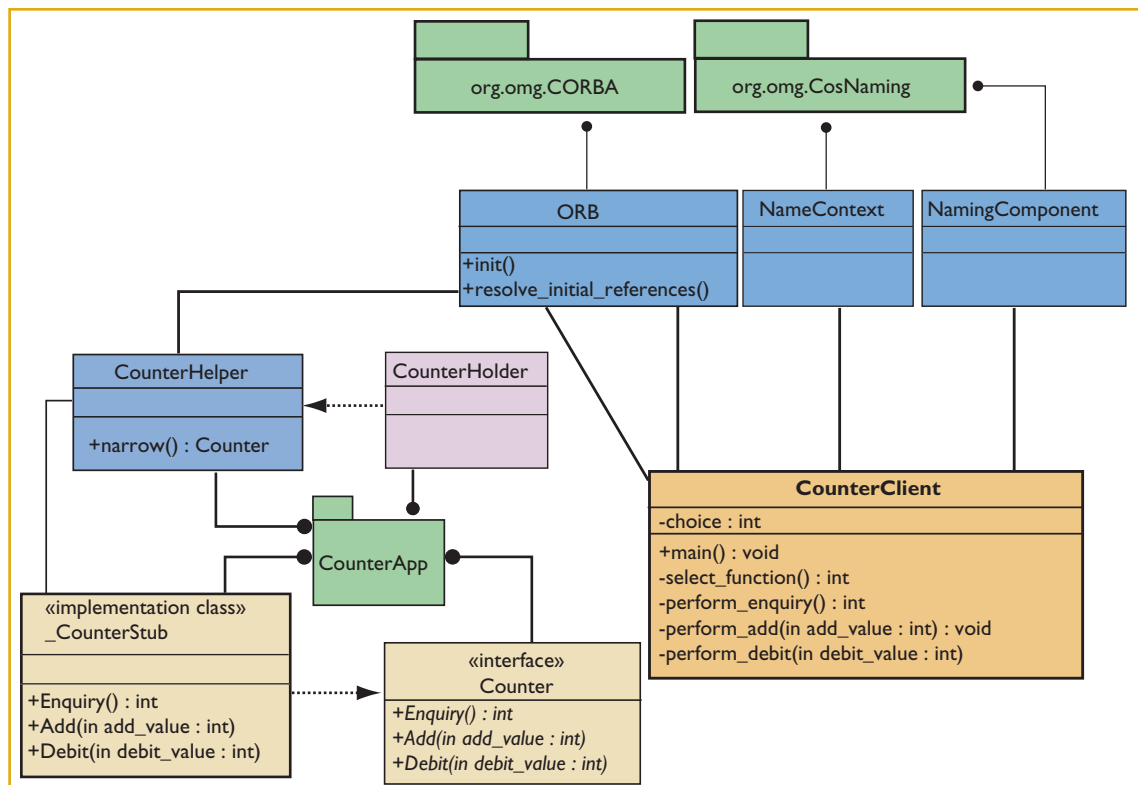 org.omg.CORBA
org.omg.CosNaming
ORB
+init()
+resolve_initial_references()
NameContext
NamingComponent
CounterHelper
+narrow() : Counter
CounterHolder
CounterApp
CounterClient
-choice : int
+main() : void
-select_function() : int
-perform_enquiry() : int
-perform_add(in add_value : int) : void
-perform_debit(in debit_value : int)
«implementation class»
_CounterStub
+Enquiry() : int
+Add(in add_value : int)
+Debit(in debit_value : int)
«interface»
Counter
+Enquiry() : int
+Add(in add_value : int)
+Debit(in debit_value : int)